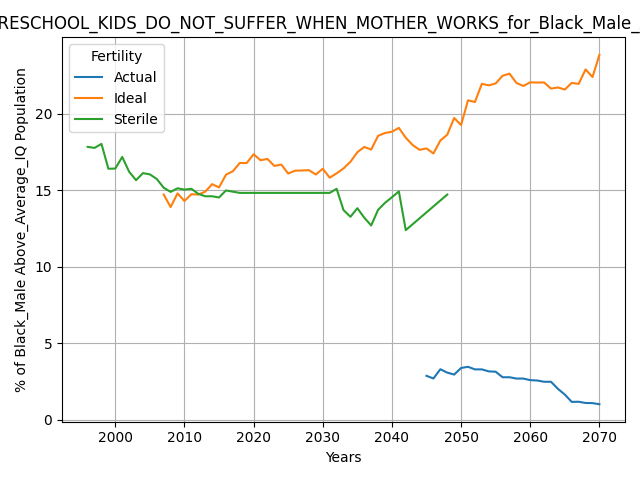 RESCHOOL_KIDS_DO_NOT_SUFFER_WHEN_MOTHER_WORKS_for_Black_Male_
Fertility
Actual
Ideal
Sterile
% of Black_Male Above_Average_IQ Population
20
15
10
5
0
2000 2010 2020 2030 2040 2050 2060 2070
Years